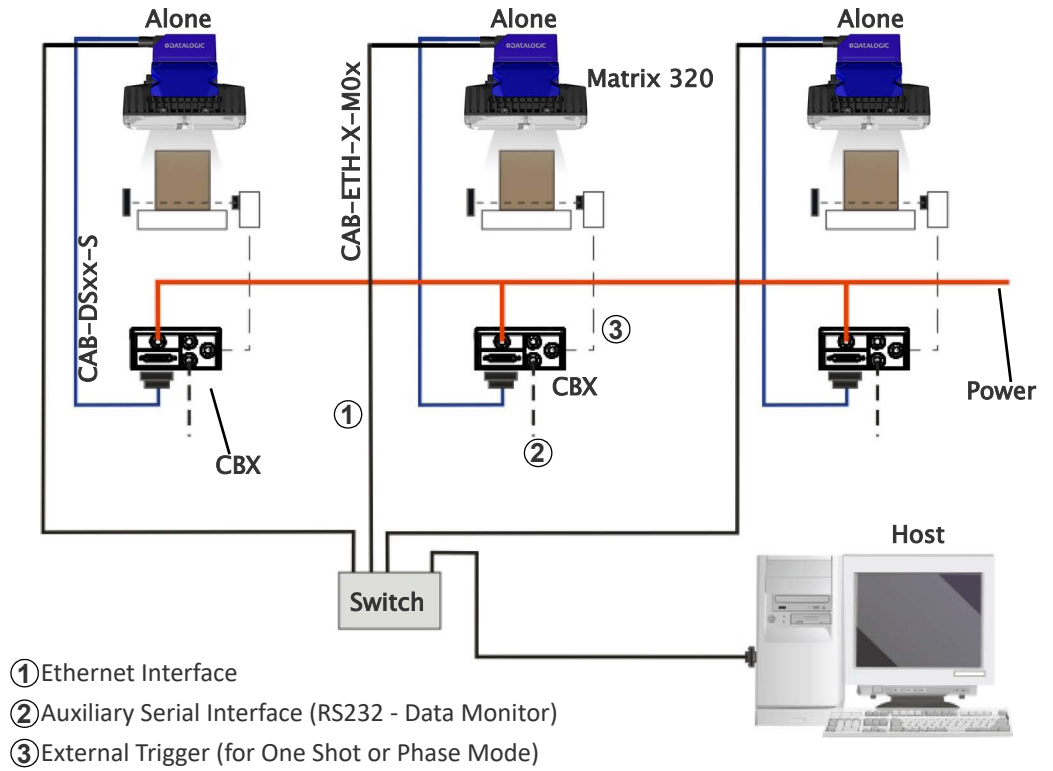 Alone
Alone
Alone
DATALOGIC
DATALOGIC
DATALOGIC
Matrix 320
CAB-ETH-X-M0x
CAB-DSxx-S
3
CBX
Power
1
2
CBX
Host
Switch
1 Ethernet Interface
2 Auxiliary Serial Interface (RS232 - Data Monitor)
3 External Trigger (for One Shot or Phase Mode)